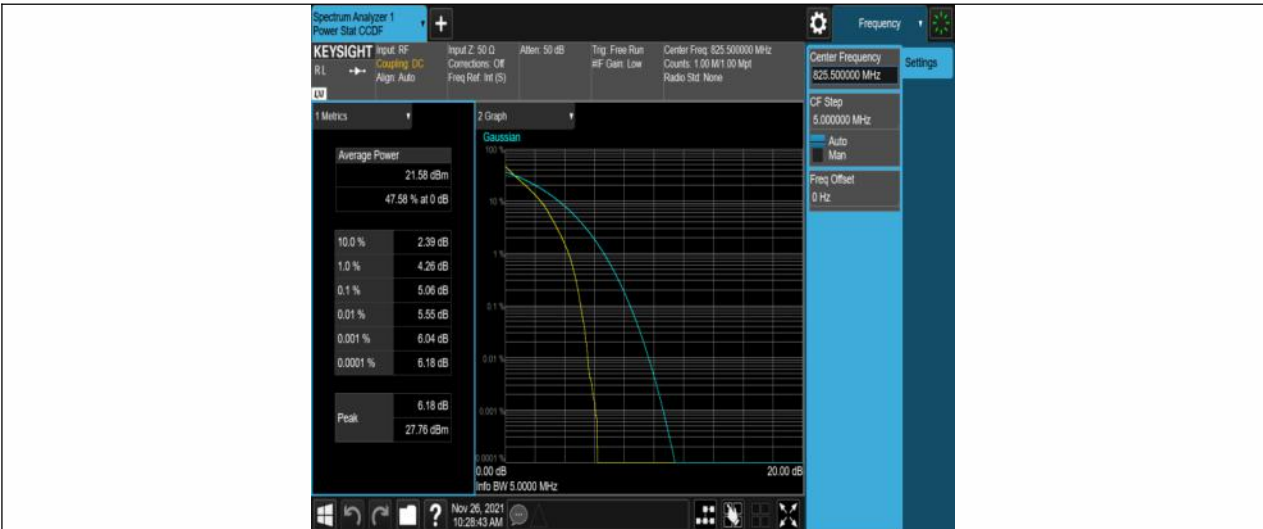 Spectrum Analyzer 1
Power Stat CCDF
+
Frequency
KEYSIGHT
R L
LW
Input: RF
Coupling: DC
Align: Auto
Input Z: 50 Ω
Corrections: Off
Freq Ref: Int (S)
Atten: 50 dB
Trig: Free Run
#IF Gain: Low
Center Freq: 825.500000 MHz
Counts: 1.00 M/1.00 Mpt
Radio Std: None
Center Frequency
825.500000 MHz
Settings
CF Step
5.000000 MHz
Auto
Man
Freq Offset
0 Hz
1 Metrics
Average Power
21.58 dBm
47.58 % at 0 dB
10.0 % 2.39 dB
1.0 % 4.26 dB
0.1 % 5.06 dB
0.01 % 5.55 dB
0.001 % 6.04 dB
0.0001 % 6.18 dB
Peak
6.18 dB
27.76 dBm
2 Graph
Gaussian
100 %
10 %
1 %
0.1 %
0.01 %
0.001 %
0.0001 %
0.00 dB 20.00 dB
Info BW 5.0000 MHz
?
Nov 26, 2021
10:28:43 AM